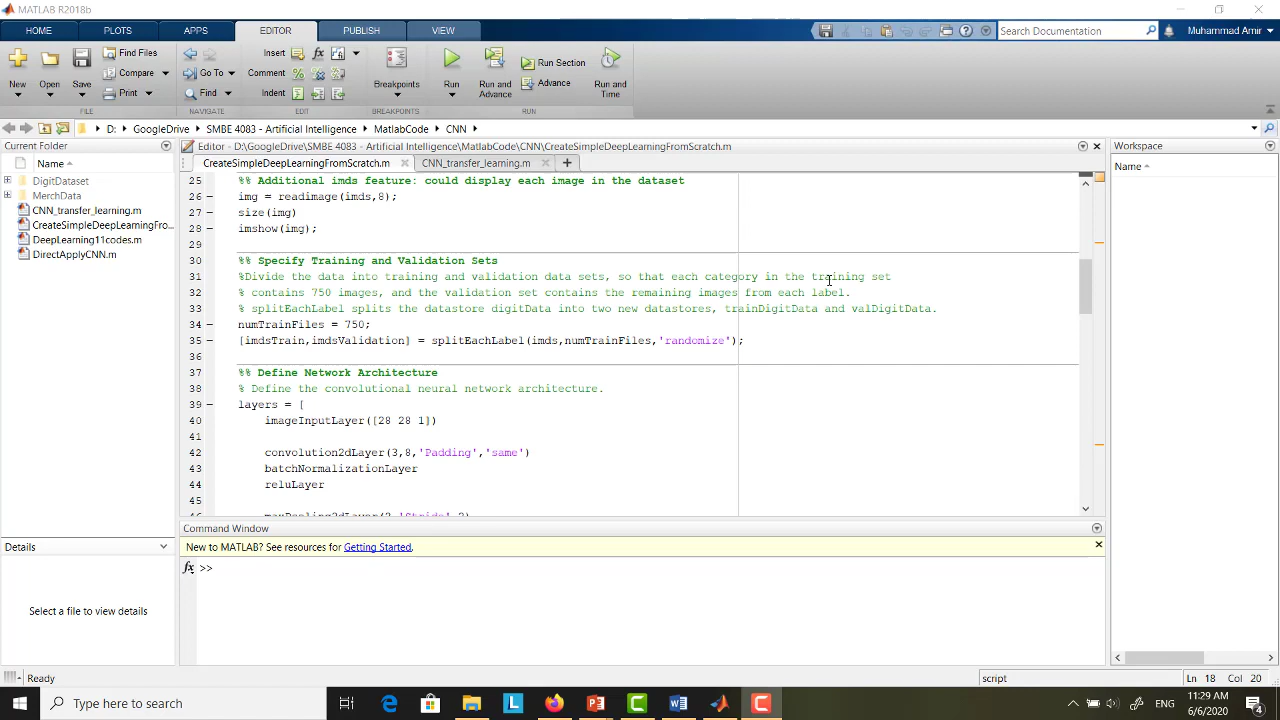 MATLAB R2018b
HOME PLOTS APPS EDITOR PUBLISH VIEW Search Documentation Muhammad Amir
Find Files Insert fx Run Section
Compare Go To Comment Advance
New Open Save Print Find Indent Breakpoints Run Run and Advance Run and Time
FILE NAVIGATE EDIT BREAKPOINTS RUN
D: GoogleDrive SMBE 4083 - Artificial Intelligence MatlabCode CNN
Current Folder
Name
DigitDataset
MerchData
CNN_transfer_learning.m
CreateSimpleDeepLearningFro...
DeepLearning11codes.m
DirectApplyCNN.m
Details
Select a file to view details
Editor - D:\GoogleDrive\SMBE 4083 - Artificial Intelligence\MatlabCode\CNN\CreateSimpleDeepLearningFromScratch.m
CreateSimpleDeepLearningFromScratch.m CNN_transfer_learning.m
25 %% Additional imds feature: could display each image in the dataset
26 img = readimage(imds,8);
27 size(img)
28 imshow(img);
29
30 %% Specify Training and Validation Sets
31 %Divide the data into training and validation data sets, so that each category in the training set
32 % contains 750 images, and the validation set contains the remaining images from each label.
33 % splitEachLabel splits the datastore digitData into two new datastores, trainDigitData and valDigitData.
34 numTrainFiles = 750;
35 [imdsTrain,imdsValidation] = splitEachLabel(imds,numTrainFiles,'randomize');
36
37 %% Define Network Architecture
38 % Define the convolutional neural network architecture.
39 layers = [
40 imageInputLayer([28 28 1])
41
42 convolution2dLayer(3,8,'Padding','same')
43 batchNormalizationLayer
44 reluLayer
45
maxPooling2dLayer(2,'Stride',2)
Command Window
New to MATLAB? See resources for Getting Started.
fx >>
Workspace
Name
Ready script Ln 18 Col 20
Type here to search
11:29 AM
6/6/2020
4